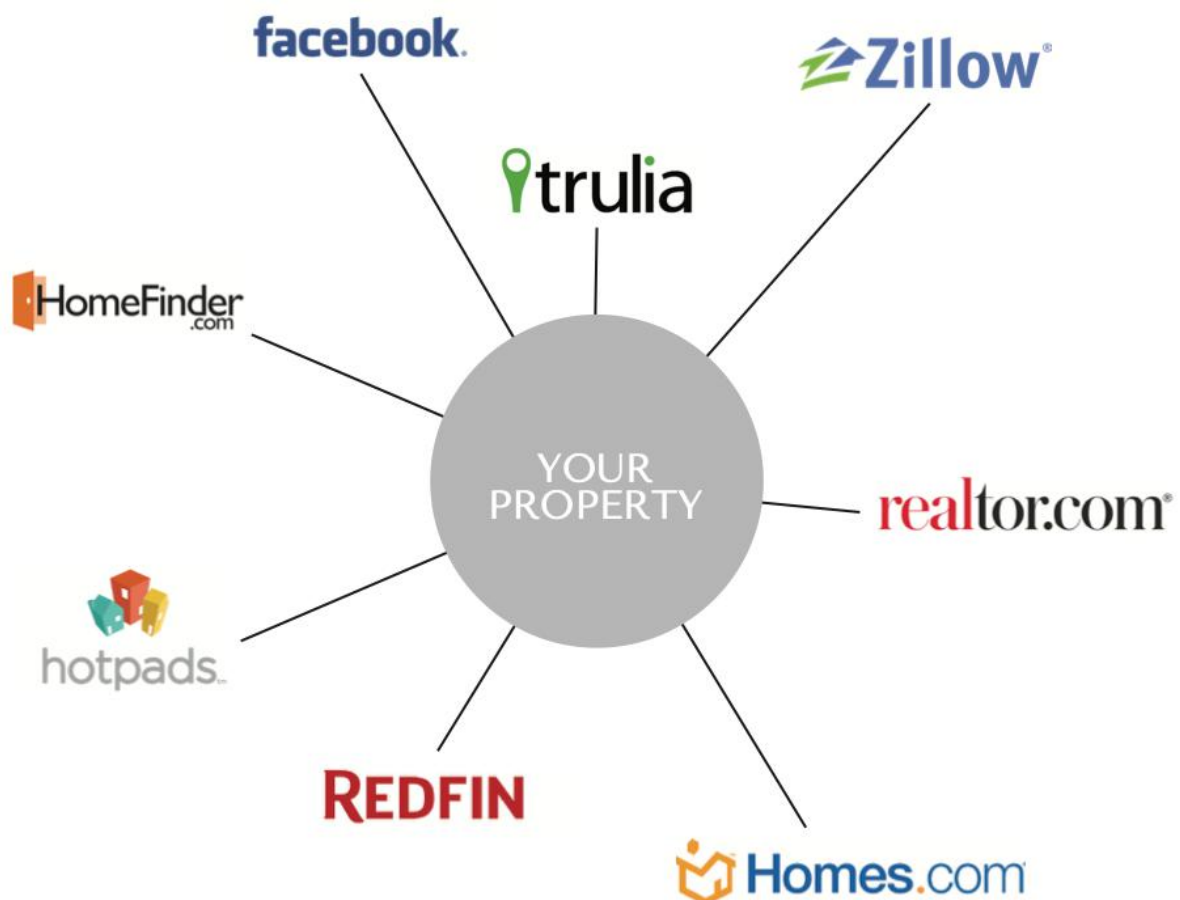 facebook.
Zillow®
trulia
HomeFinder
.com
YOUR
PROPERTY
realtor.com®
hotpads
REDFIN
Homes.com